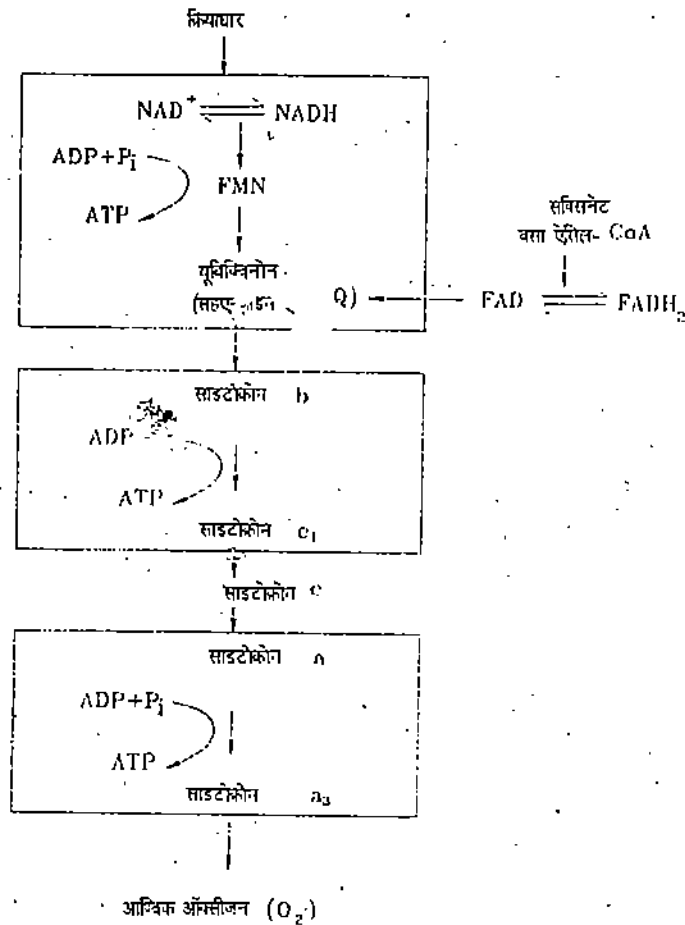 क्रियाधार
NAD⁺ NADH
ADP+Pi
FMN
ATP
सक्सिनेट
वसा ऐसिल- CoA
यूबिक्विनोन
Q) FAD FADH₂
साइटोक्रोम b
ADP
ATP
साइटोक्रोम c₁
साइटोक्रोम c
साइटोक्रोम a
ADP+Pi
ATP
साइटोक्रोम a₃
आण्विक ऑक्सीजन (O₂)